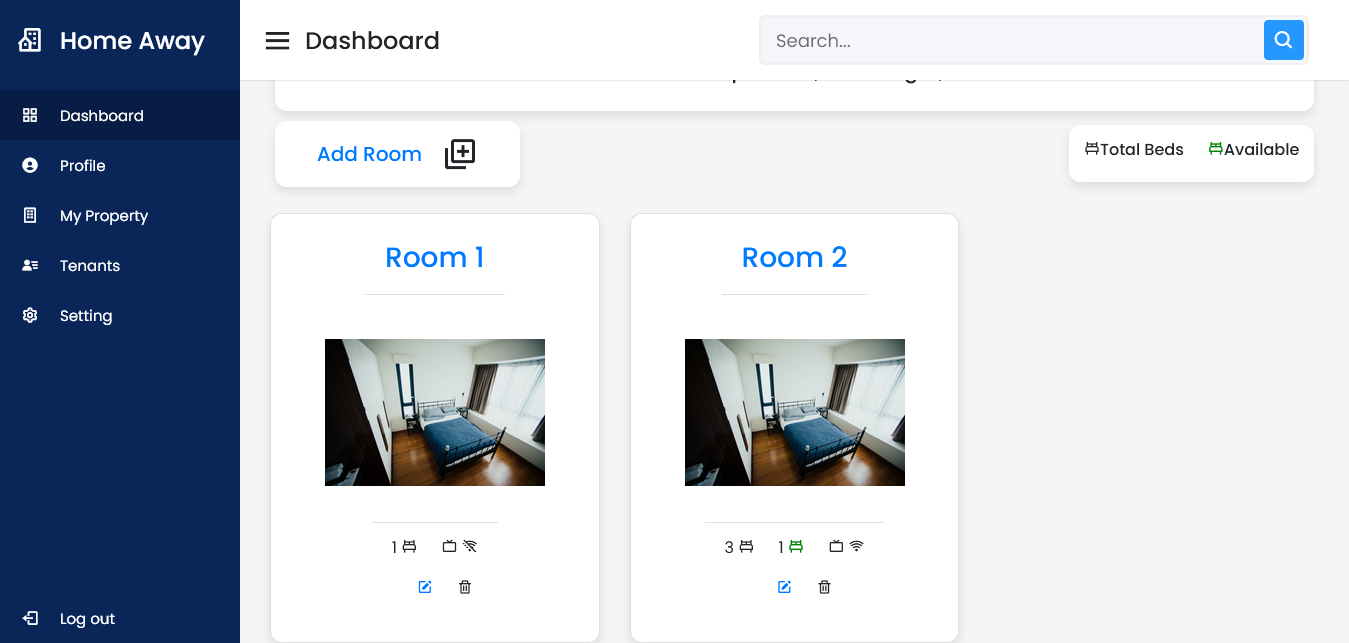 Home Away
Dashboard
Search...
Dashboard
Profile
My Property
Tenants
Setting
Log out
Add Room
Total Beds Available
Room 1
Room 2
1
3 1